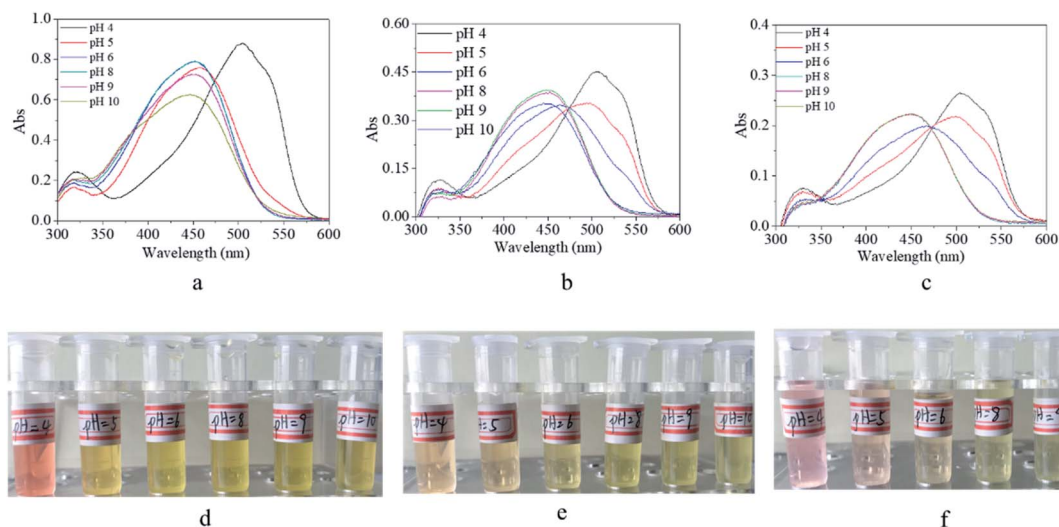 1.0
0.8
0.6
0.4
0.2
0.0
Abs
pH 4
pH 5
pH 6
pH 8
pH 9
pH 10
300 350 400 450 500 550 600
Wavelength (nm)
a
0.60
0.45
0.30
0.15
0.00
Abs
pH 4
pH 5
pH 6
pH 8
pH 9
pH 10
300 350 400 450 500 550 600
Wavelength (nm)
b
0.4
0.3
0.2
0.1
0.0
Abs
pH 4
pH 5
pH 6
pH 8
pH 9
pH 10
300 350 400 450 500 550 600
Wavelength (nm)
c
pH=4 pH=5 pH=6 pH=8 pH=9 pH=10
d
pH=4 =5 pH=6 pH=8 pH=9 pH=10
e
pH=4 pH=5 pH=6 pH=8
f